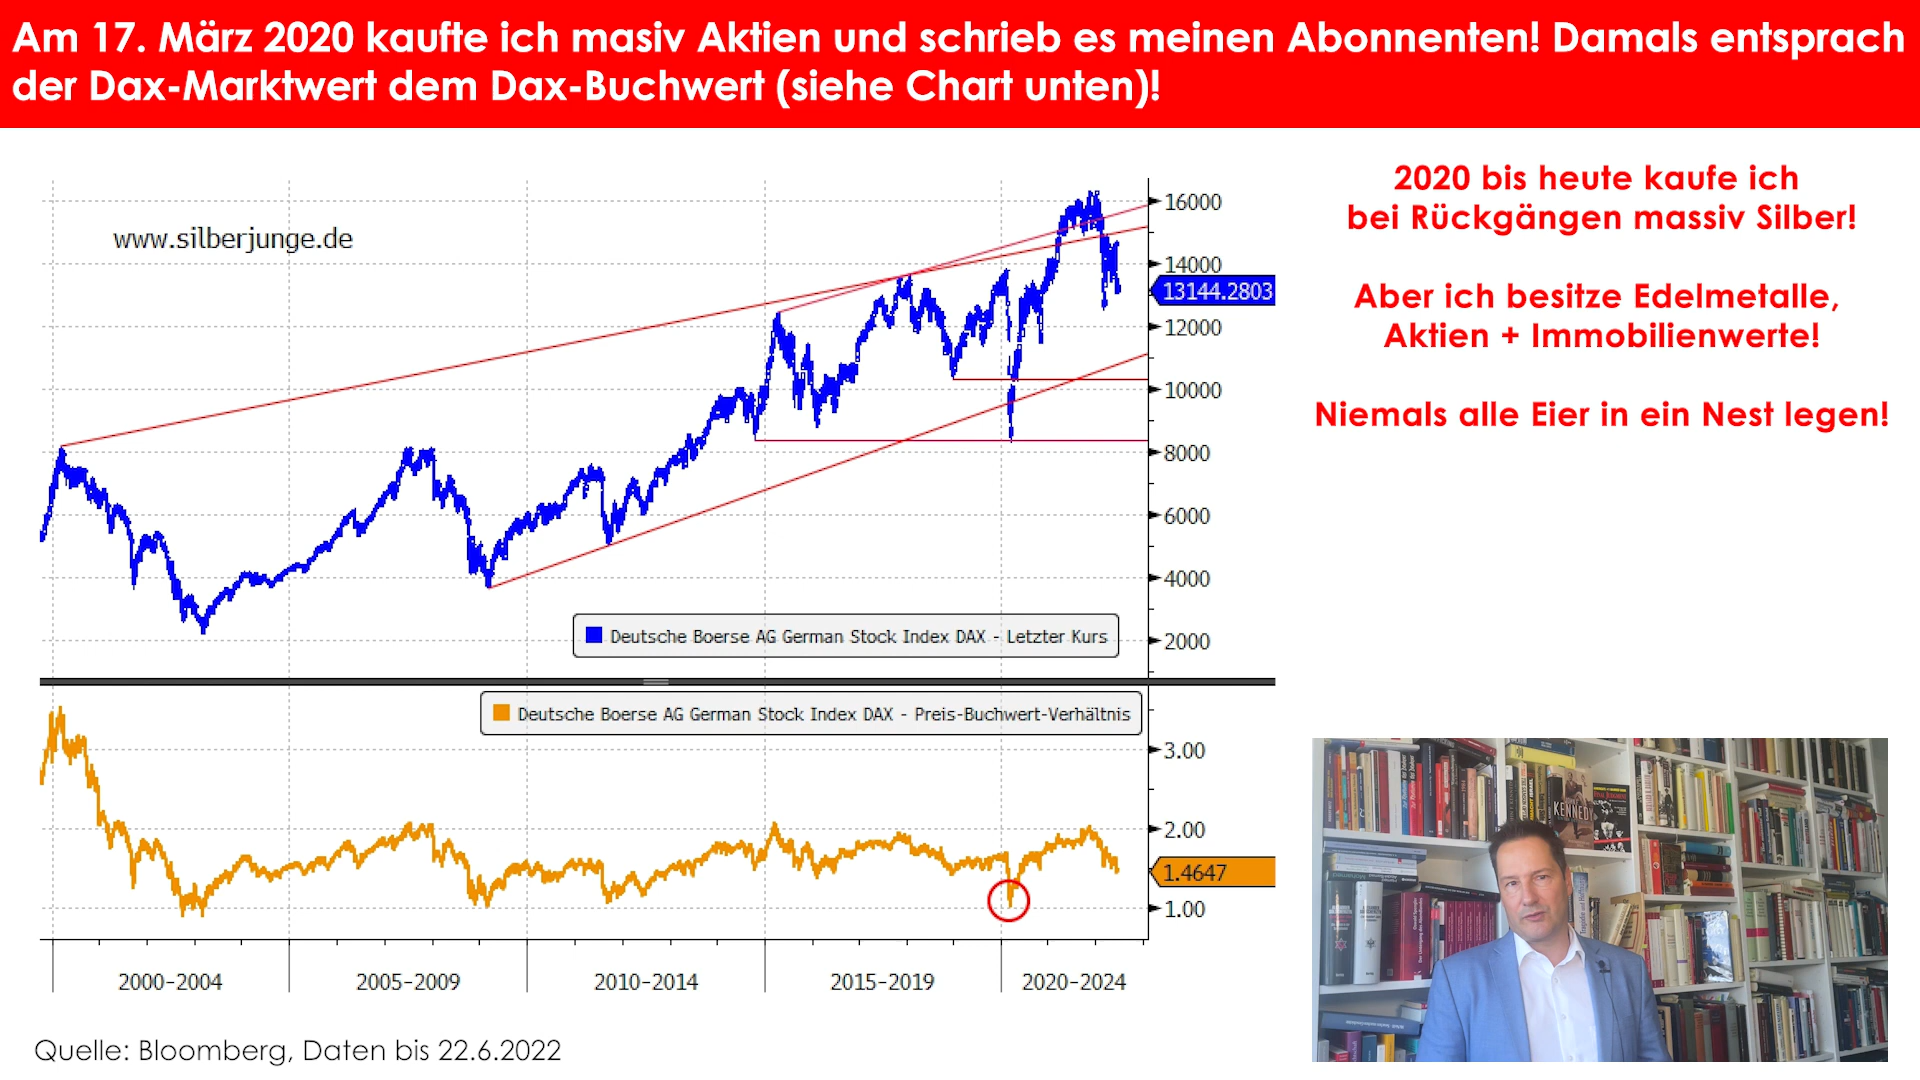 Am 17. März 2020 kaufte ich masiv Aktien und schrieb es meinen Abonnenten! Damals entsprach
der Dax-Marktwert dem Dax-Buchwert (siehe Chart unten)!
2020 bis heute kaufe ich
bei Rückgängen massiv Silber!
Aber ich besitze Edelmetalle,
Aktien + Immobilienwerte!
Niemals alle Eier in ein Nest legen!
www.silberjunge.de
16000
14000
13144.2803
12000
10000
8000
6000
4000
2000
Deutsche Boerse AG German Stock Index DAX - Letzter Kurs
Deutsche Boerse AG German Stock Index DAX - Preis-Buchwert-Verhältnis
3.00
2.00
1.4647
1.00
2000-2004
2005-2009
2010-2014
2015-2019
2020-2024
KENNEDY
Quelle: Bloomberg, Daten bis 22.6.2022